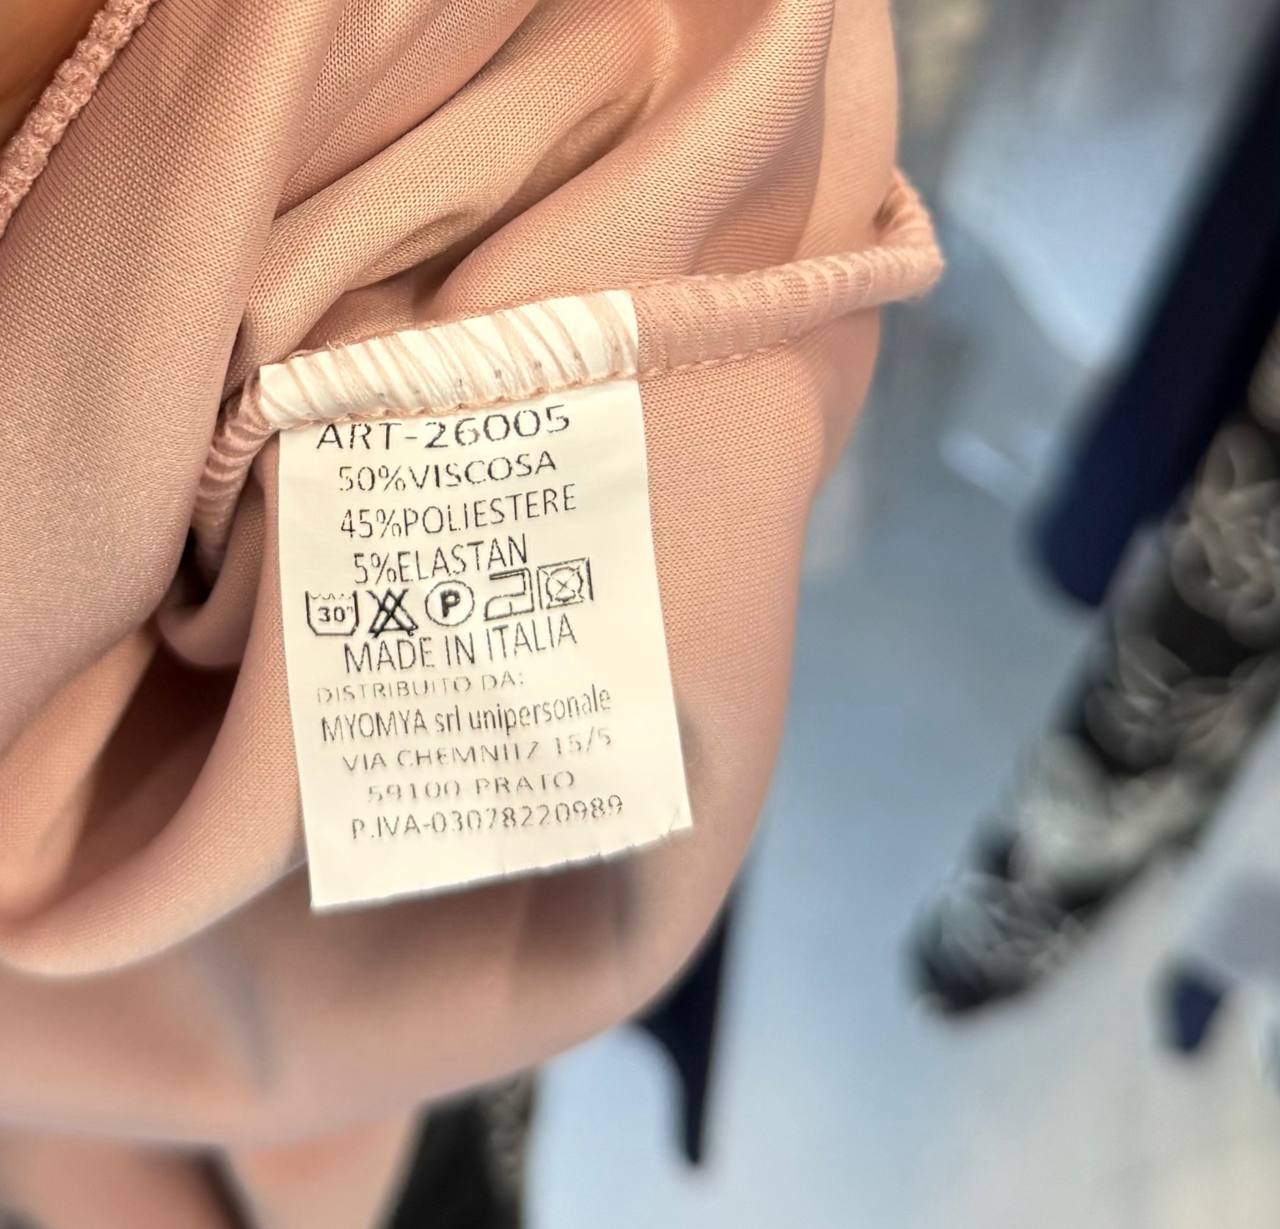 ART-26005
50%VISCOSA
45%POLIESTERE
5%ELASTAN
30° P
MADE IN ITALIA
DISTRIBUITO DA:
MYOMYA srl unipersonale
VIA CHEMNITZ 15/5
59100 PRATO
P.IVA-03078220989